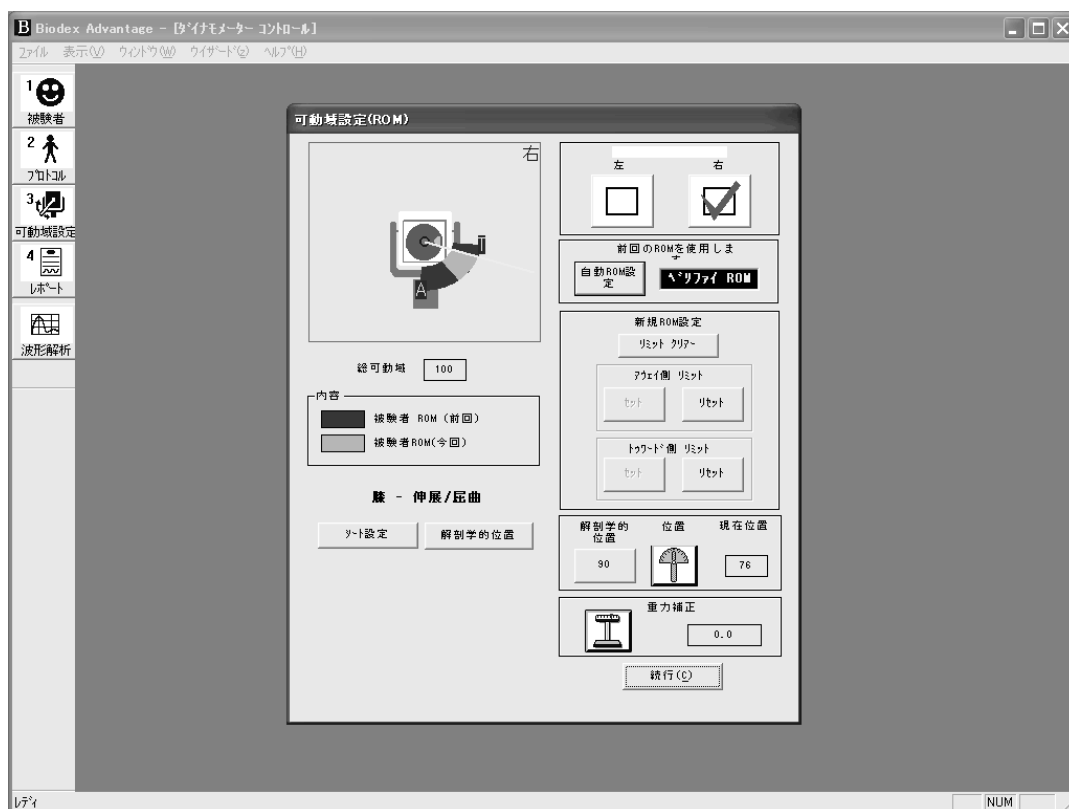 B Biodex Advantage - [ﾀﾞｲﾅﾓﾒｰﾀｰ ｺﾝﾄﾛｰﾙ]
ﾌｧｲﾙ 表示(V) ｳｨﾝﾄﾞｳ(W) ｳｲｻﾞｰﾄﾞ(z) ﾍﾙﾌﾟ(H)
1
被験者
2
ﾌﾟﾛﾄｺﾙ
3
可動域設定
4
ﾚﾎﾟｰﾄ
波形解析
可動域設定(ROM)
右
A
総可動域 100
内容
被験者 ROM (前回)
被験者ROM(今回)
膝 - 伸展/屈曲
ｼｰﾄ設定 解剖学的位置
左 右
前回のROMを使用しま
す
自動ROM設
定
ﾍﾞﾘﾌｧｲ ROM
新規ROM設定
ﾘﾐｯﾄ ｸﾘｱｰ
ｱｳｪｲ側 ﾘﾐｯﾄ
ｾｯﾄ ﾘｾｯﾄ
ﾄｩﾜｰﾄﾞ側 ﾘﾐｯﾄ
ｾｯﾄ ﾘｾｯﾄ
解剖学的
位置
位置 現在位置
90 76
重力補正
0.0
続行(C)
ﾚﾃﾞｨ NUM